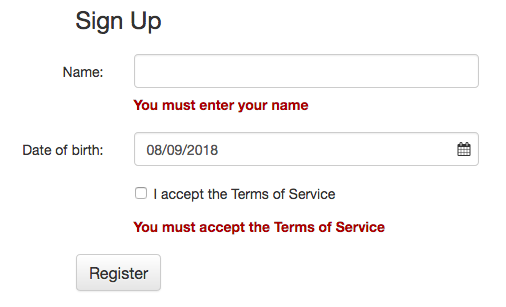 Sign Up
Name:
You must enter your name
Date of birth: 08/09/2018
I accept the Terms of Service
You must accept the Terms of Service
Register